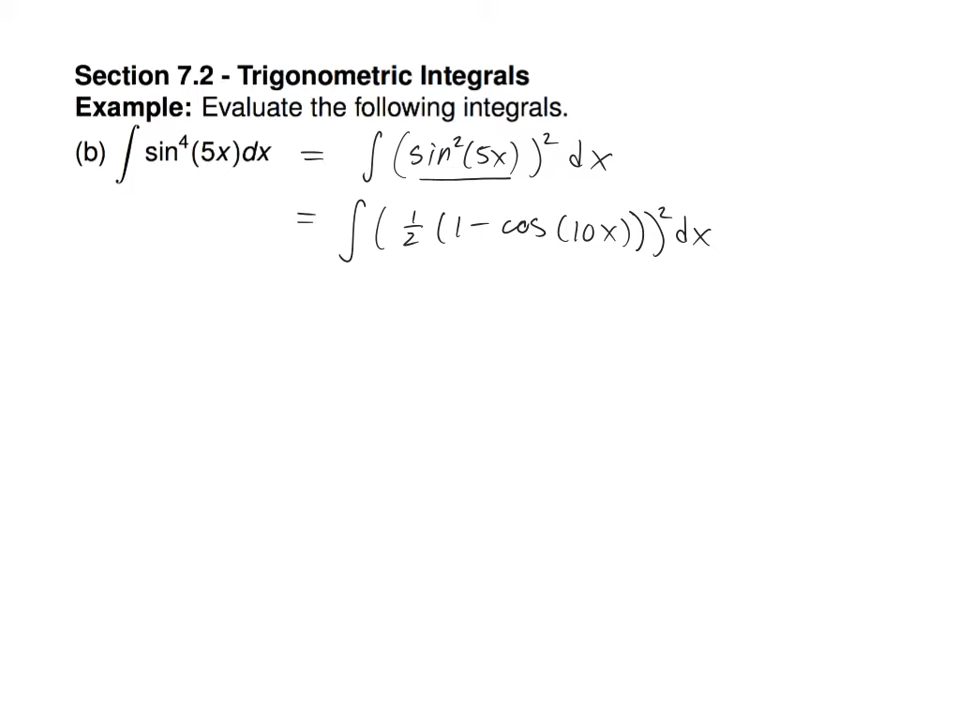 Section 7.2 - Trigonometric Integrals
Example: Evaluate the following integrals.
(b) ∫ sin⁴(5x)dx = ∫ (sin²(5x))² dx
= ∫ (½ (1 - cos (10x)))² dx